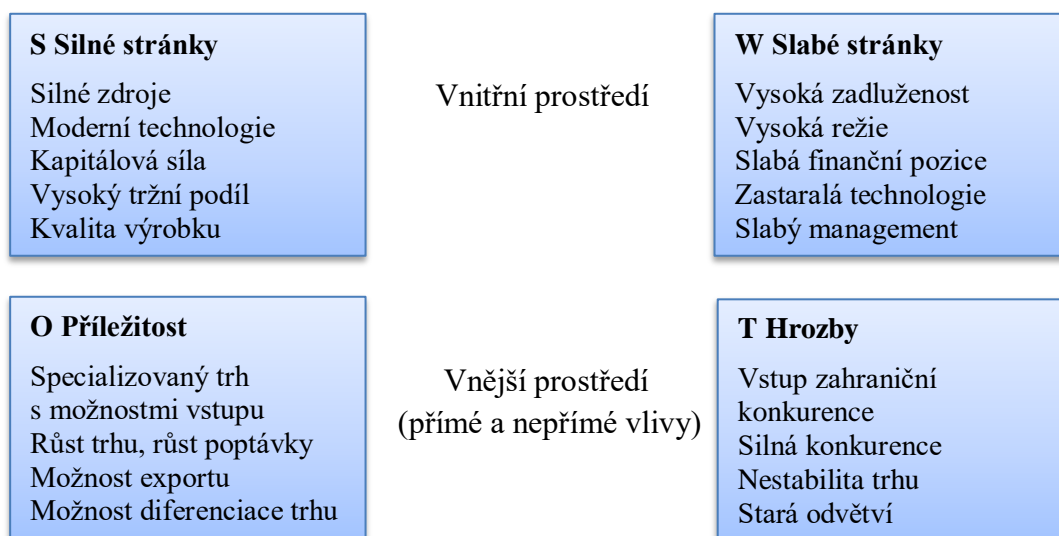 S Silné stránky
Silné zdroje
Moderní technologie
Kapitálová síla
Vysoký tržní podíl
Kvalita výrobku
Vnitřní prostředí
W Slabé stránky
Vysoká zadluženost
Vysoká režie
Slabá finanční pozice
Zastaralá technologie
Slabý management
O Příležitost
Specializovaný trh
s možnostmi vstupu
Růst trhu, růst poptávky
Možnost exportu
Možnost diferenciace trhu
Vnější prostředí
(přímé a nepřímé vlivy)
T Hrozby
Vstup zahraniční
konkurence
Silná konkurence
Nestabilita trhu
Stará odvětví